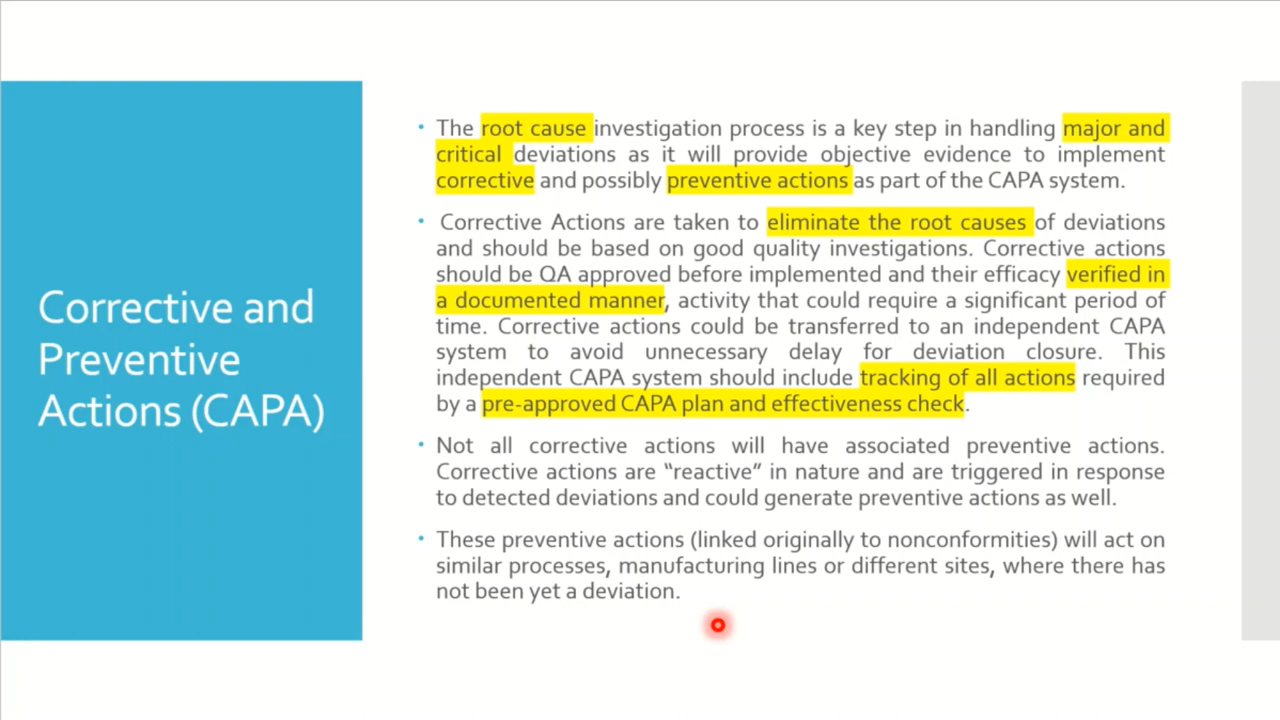 Corrective and
Preventive
Actions (CAPA)
• The root cause investigation process is a key step in handling major and
critical deviations as it will provide objective evidence to implement
corrective and possibly preventive actions as part of the CAPA system.
• Corrective Actions are taken to eliminate the root causes of deviations
and should be based on good quality investigations. Corrective actions
should be QA approved before implemented and their efficacy verified in
a documented manner, activity that could require a significant period of
time. Corrective actions could be transferred to an independent CAPA
system to avoid unnecessary delay for deviation closure. This
independent CAPA system should include tracking of all actions required
by a pre-approved CAPA plan and effectiveness check.
• Not all corrective actions will have associated preventive actions.
Corrective actions are “reactive” in nature and are triggered in response
to detected deviations and could generate preventive actions as well.
• These preventive actions (linked originally to nonconformities) will act on
similar processes, manufacturing lines or different sites, where there has
not been yet a deviation.